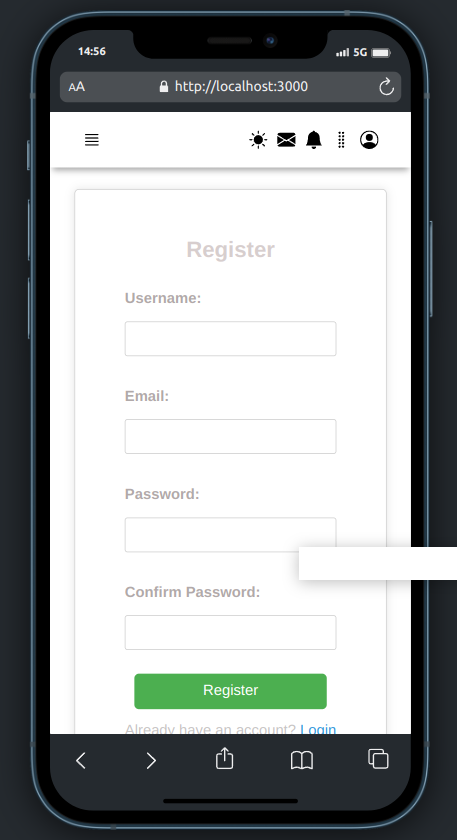 14:56
5G
AA
http://localhost:3000
Register
Username:
Email:
Password:
Confirm Password:
Register
Already have an account? Login